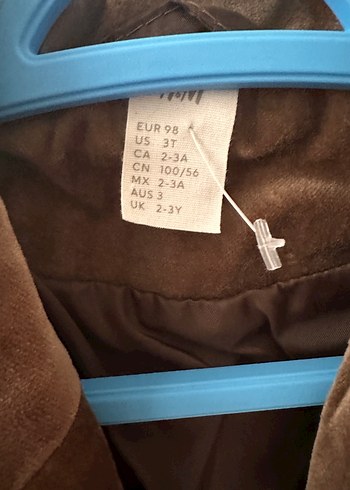 H&M
EUR 98
US 3T
CA 2-3A
CN 100/56
MX 2-3A
AUS 3
UK 2-3Y